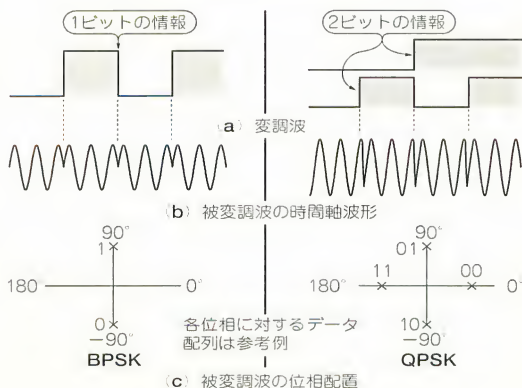 1ビットの情報
2ビットの情報
(a) 変調波
(b) 被変調波の時間軸波形
90°
1
180°
0°
0
-90°
BPSK
各位相に対するデータ
配列は参考例
90°
01
11
00
180°
0°
10
-90°
QPSK
(c) 被変調波の位相配置